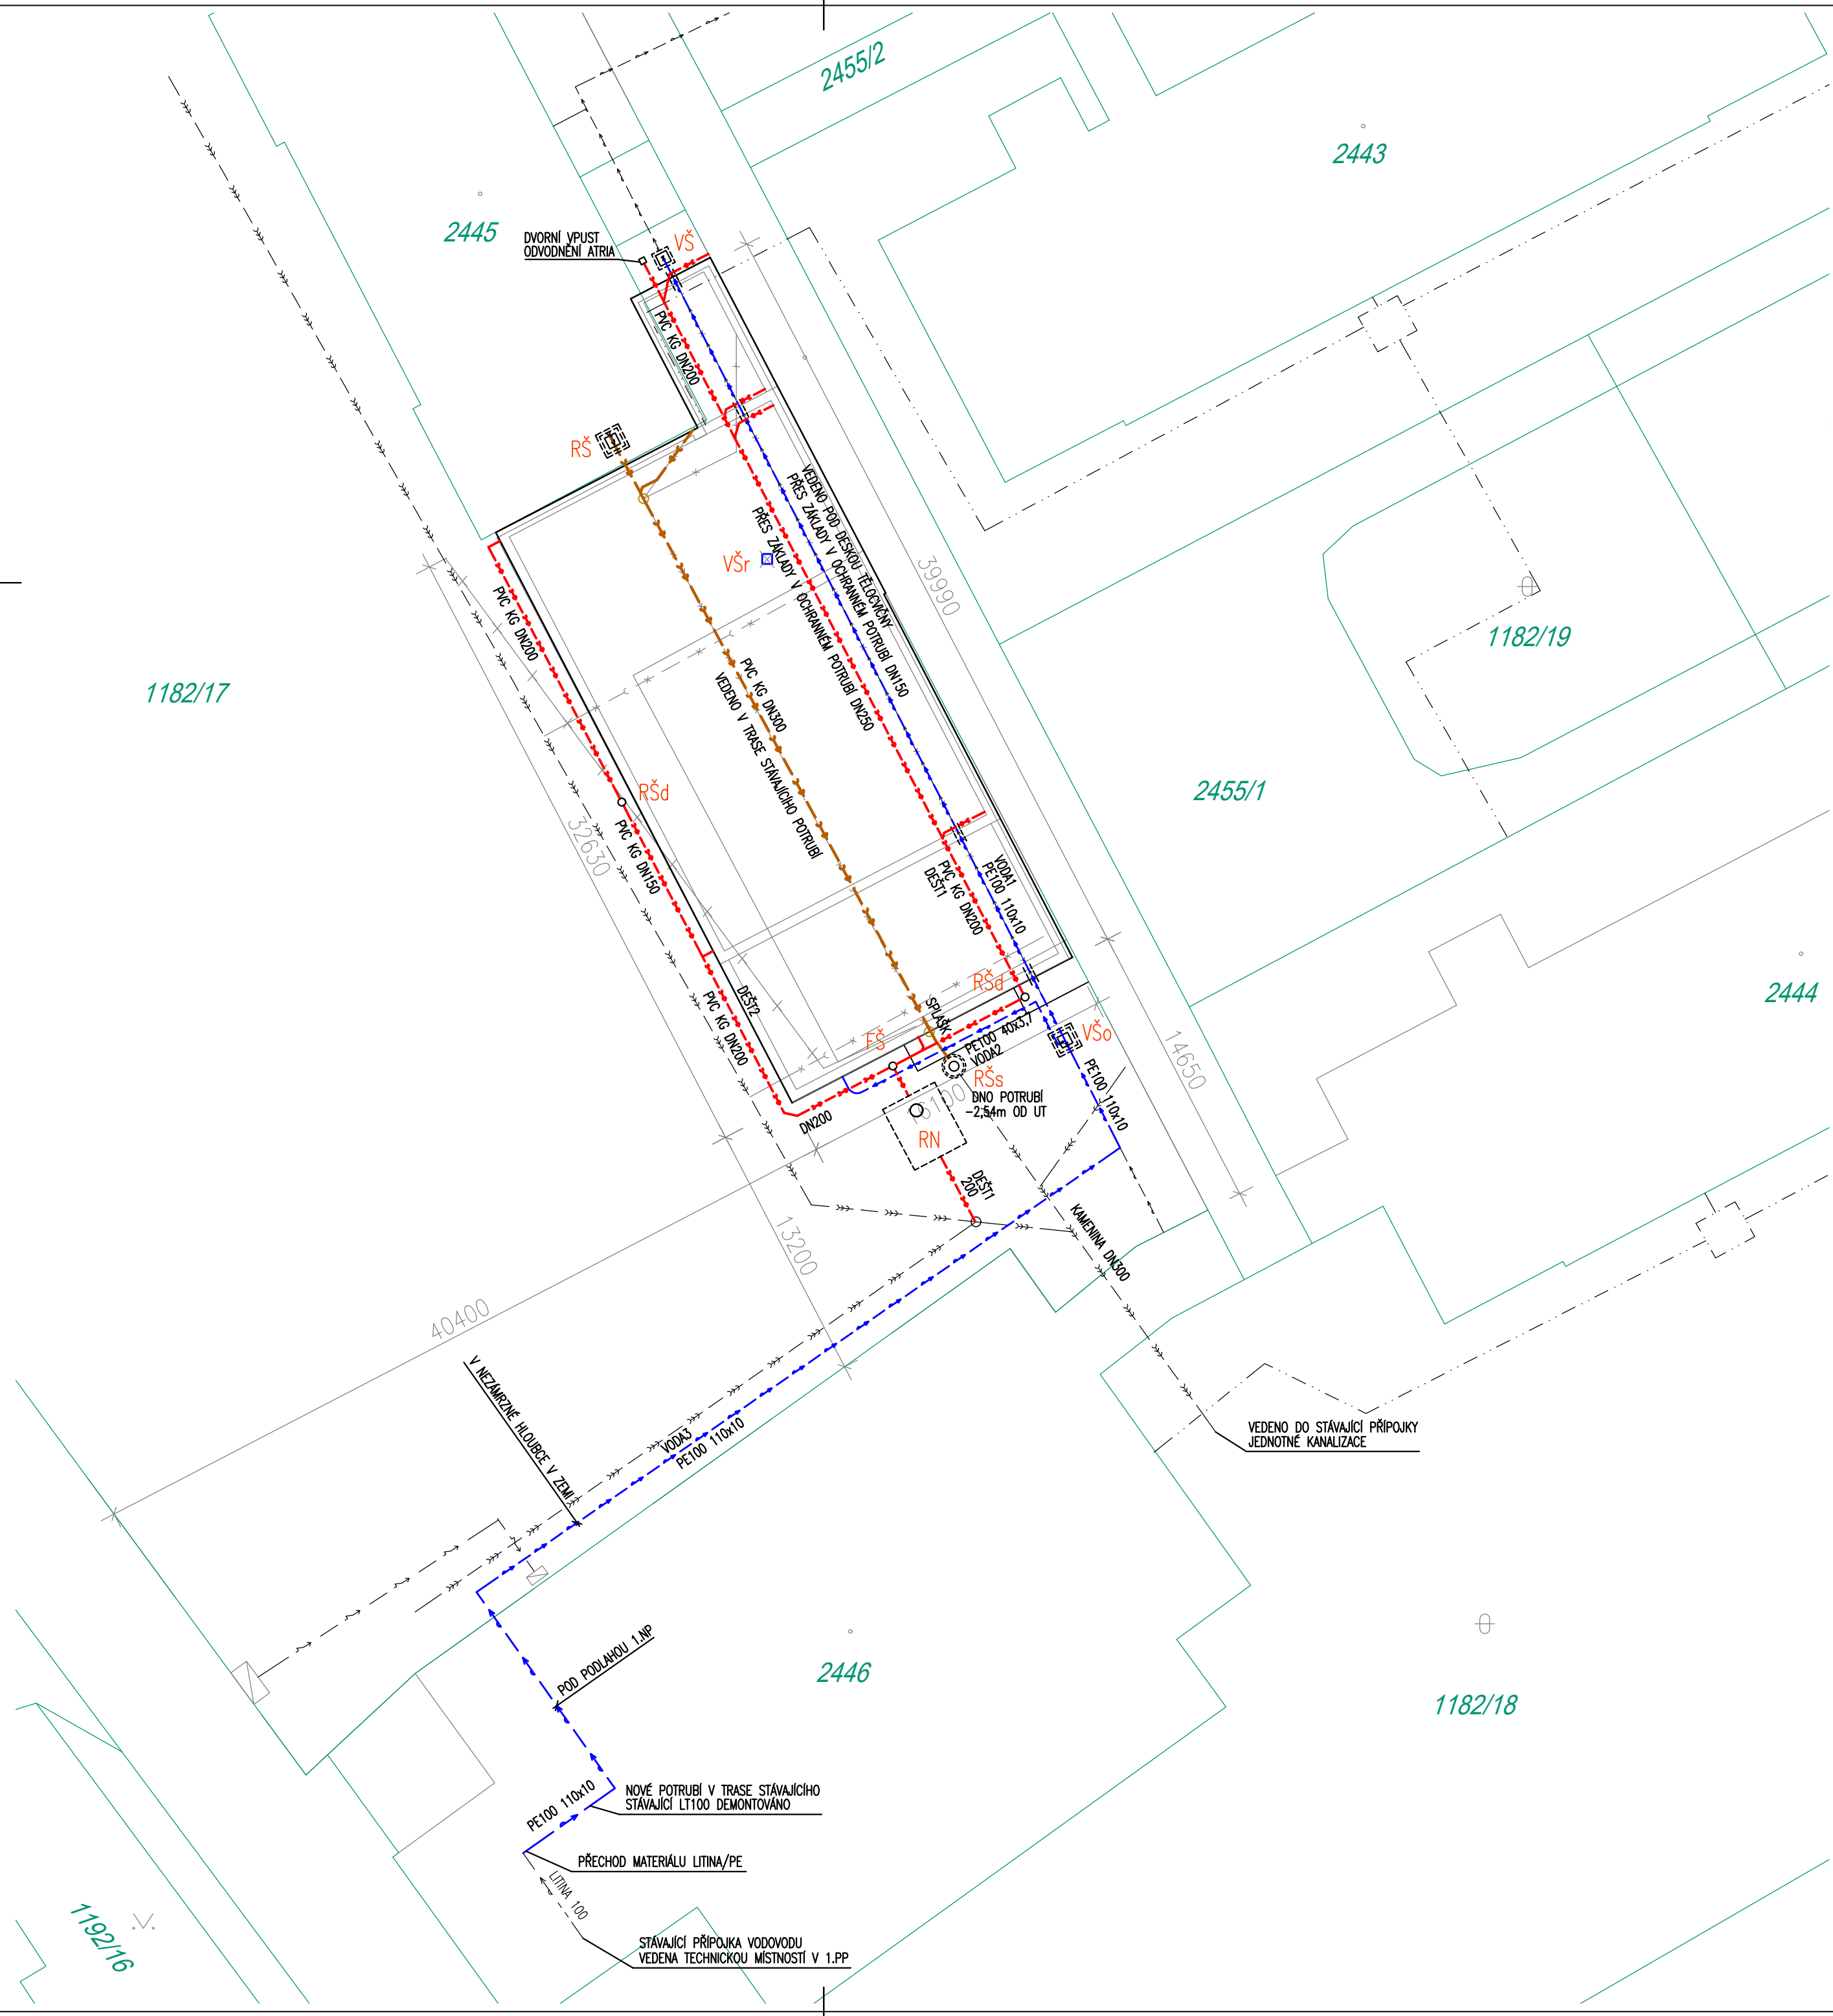 2455/2
2443
2445
DVORNÍ VPUST
ODVODNĚNÍ ATRIA
VŠ
PVC KG DN200
RŠ
VEDENO POD DESKOU TĚLOCVIČNY
PŘES ZÁKLADY V OCHRANNÉM POTRUBÍ DN150
PŘES ZÁKLADY V OCHRANNÉM POTRUBÍ DN250
VŠr
39990
PVC KG DN200
1182/19
1182/17
PVC KG DN300
VEDENO V TRASE STÁVAJÍCÍHO POTRUBÍ
2455/1
RŠd
32630
PVC KG DN150
VODA1
PE100 110x10
PVC KG DN200
DEŠT1
2444
RŠd
DEŠT2
PVC KG DN200
SPLAŠK
FŠ
PE100 40x3,7
VODA2
VŠo
14650
RŠs
PE100 110x10
DNO POTRUBÍ
-2,54m OD UT
16100
DN200
RN
DEŠT1
200
KAMENINA DN300
13200
40400
V NEZÁMRZNÉ HLOUBCE V ZEMI
VODA3
PE100 110x10
VEDENO DO STÁVAJÍCÍ PŘÍPOJKY
JEDNOTNÉ KANALIZACE
POD PODLAHOU 1.NP
2446
1182/18
PE100 110x10
NOVÉ POTRUBÍ V TRASE STÁVAJÍCÍHO
STÁVAJÍCÍ LT100 DEMONTOVÁNO
PŘECHOD MATERIÁLU LITINA/PE
LITINA 100
1192/16
STÁVAJÍCÍ PŘÍPOJKA VODOVODU
VEDENA TECHNICKOU MÍSTNOSTÍ V 1.PP